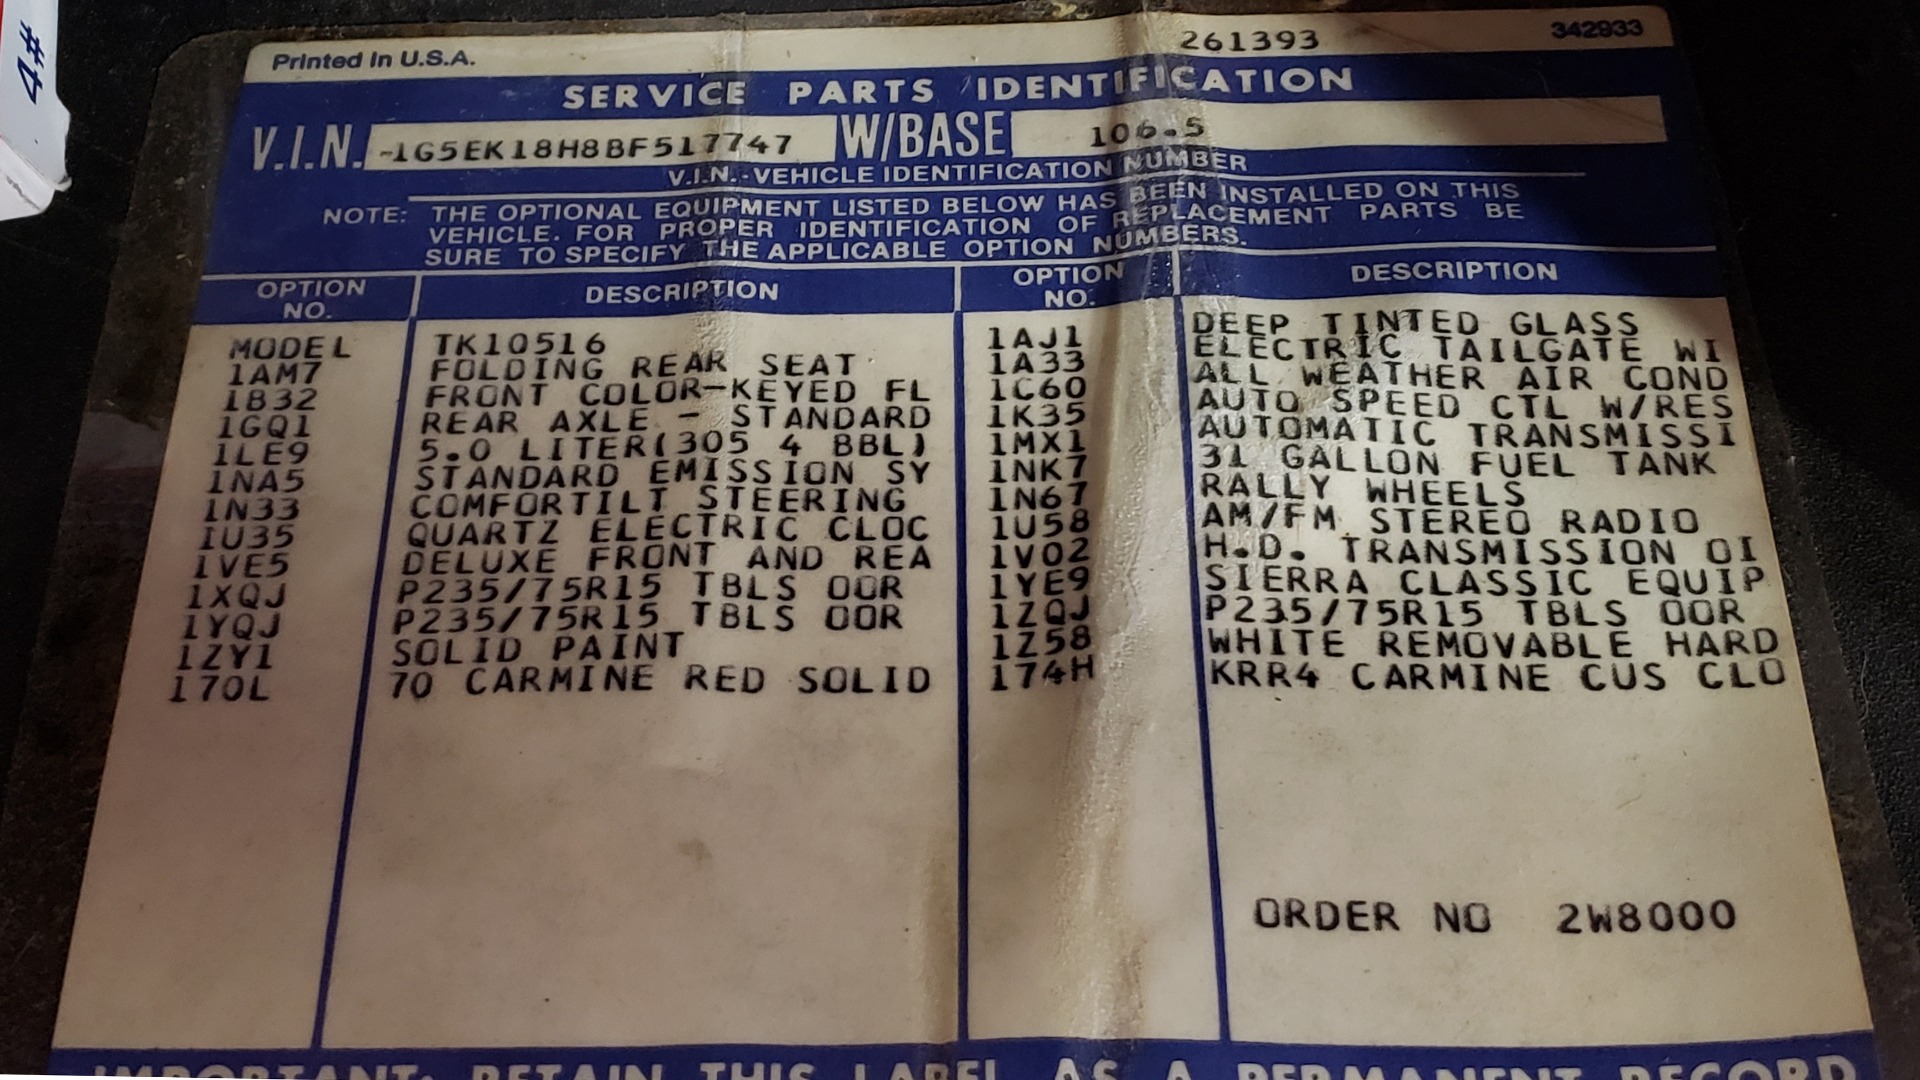 4#
Printed in U.S.A. 261393 342933
SERVICE PARTS IDENTIFICATION
V.I.N. -1G5EK18H8BF517747 W/BASE 106.5
V.I.N.-VEHICLE IDENTIFICATION NUMBER
NOTE: THE OPTIONAL EQUIPMENT LISTED BELOW HAS BEEN INSTALLED ON THIS
VEHICLE. FOR PROPER IDENTIFICATION OF REPLACEMENT PARTS BE
SURE TO SPECIFY THE APPLICABLE OPTION NUMBERS.
OPTION NO. DESCRIPTION OPTION NO. DESCRIPTION
MODEL TK10516 1AJ1 DEEP TINTED GLASS
1AM7 FOLDING REAR SEAT 1A33 ELECTRIC TAILGATE WI
1B32 FRONT COLOR-KEYED FL 1C60 ALL WEATHER AIR COND
1GQ1 REAR AXLE - STANDARD 1K35 AUTO SPEED CTL W/RES
1LE9 5.0 LITER(305 4 BBL) 1MX1 AUTOMATIC TRANSMISSI
1NA5 STANDARD EMISSION SY 1NK7 31 GALLON FUEL TANK
1N33 COMFORTILT STEERING 1N67 RALLY WHEELS
1U35 QUARTZ ELECTRIC CLOC 1U58 AM/FM STEREO RADIO
1VE5 DELUXE FRONT AND REA 1V02 H.D. TRANSMISSION OI
1XQJ P235/75R15 TBLS OOR 1YE9 SIERRA CLASSIC EQUIP
1YQJ P235/75R15 TBLS OOR 1ZQJ P235/75R15 TBLS OOR
1ZY1 SOLID PAINT 1Z58 WHITE REMOVABLE HARD
170L 70 CARMINE RED SOLID 174H KRR4 CARMINE CUS CLO
ORDER NO 2W8000
IMPORTANT: RETAIN THIS LABEL AS A PERMANENT RECORD